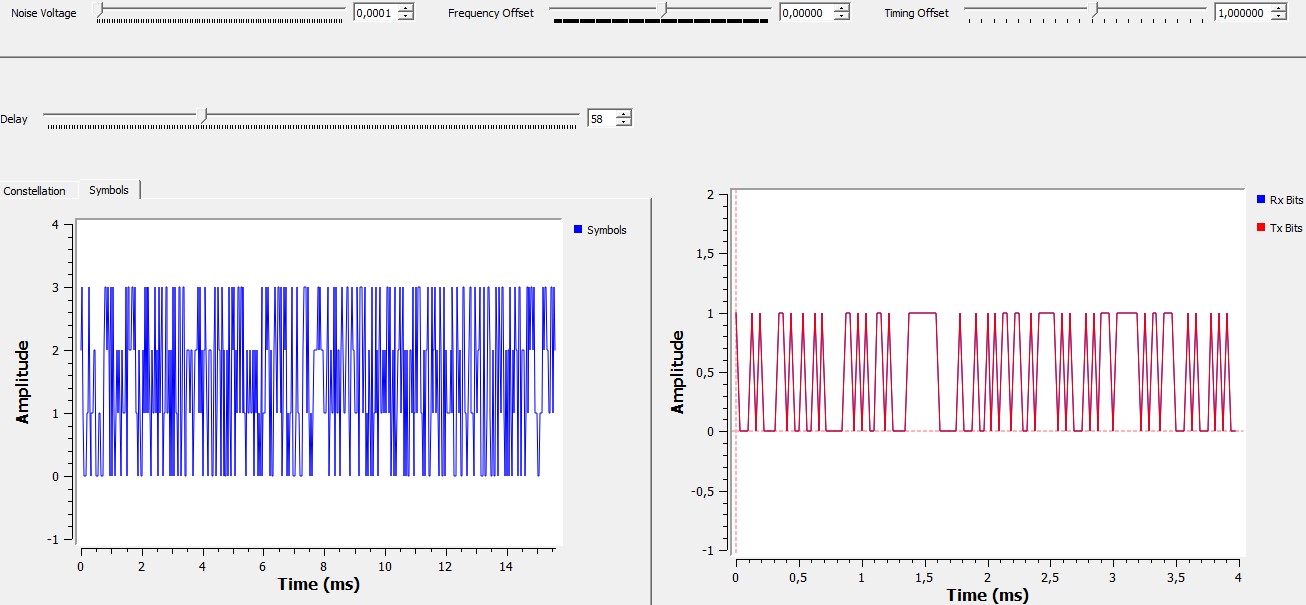 Noise Voltage 0,0001 Frequency Offset 0,00000 Timing Offset 1,000000
Delay 58
Constellation Symbols
4
3
2
1
0
-1
Amplitude
0 2 4 6 8 10 12 14
Time (ms)
Symbols
2
1,5
1
0,5
0
-0,5
-1
Amplitude
0 0,5 1 1,5 2 2,5 3 3,5 4
Time (ms)
Rx Bits
Tx Bits